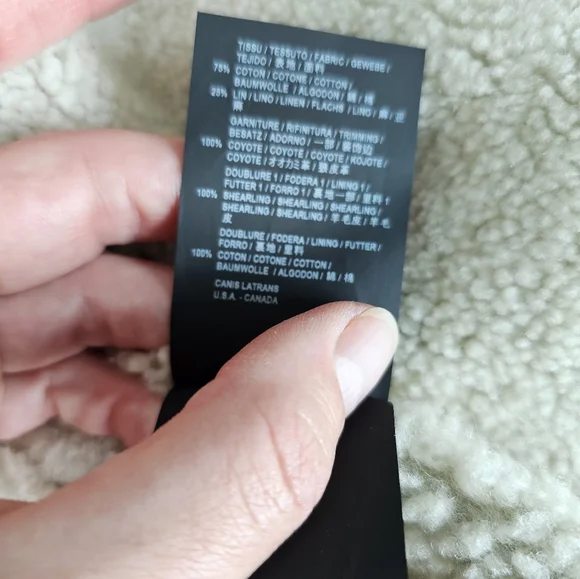 TISSU / TESSUTO / FABRIC / GEWEBE /
TEJIDO / 表地 / 面料
75% COTON / COTONE / COTTON /
BAUMWOLLE / ALGODON / 綿 / 棉
25% LIN / LINO / LINEN / FLACHS / LINO / 麻 / 亚
麻
GARNITURE / RIFINITURA / TRIMMING /
BESATZ / ADORNO / 一部 / 装饰边
100% COYOTE / COYOTE / COYOTE / KOJOTE /
COYOTE / オオカミ革 / 狼皮革
DOUBLURE 1 / FODERA 1 / LINING 1 /
FUTTER 1 / FORRO 1 / 裏地一部 / 里料 1
100% SHEARLING / SHEARLING / SHEARLING /
SHEARLING / SHEARLING / 羊毛皮 / 羊毛
皮
DOUBLURE / FODERA / LINING / FUTTER /
FORRO / 裏地 / 里料
100% COTON / COTONE / COTTON /
BAUMWOLLE / ALGODON / 綿 / 棉
CANIS LATRANS
U.S.A. - CANADA